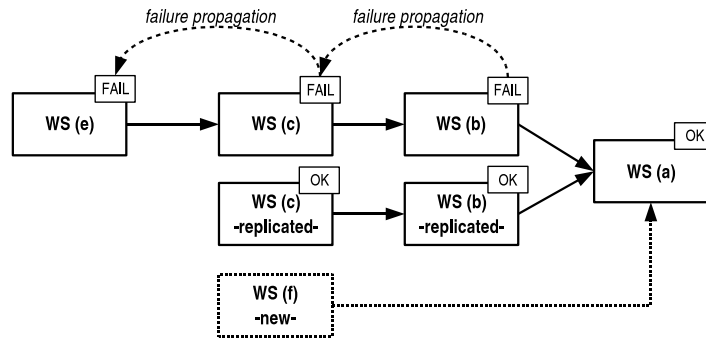 failure propagation
failure propagation
FAIL
FAIL
FAIL
WS (e)
WS (c)
WS (b)
OK
WS (a)
OK
OK
WS (c)
-replicated-
WS (b)
-replicated-
WS (f)
-new-